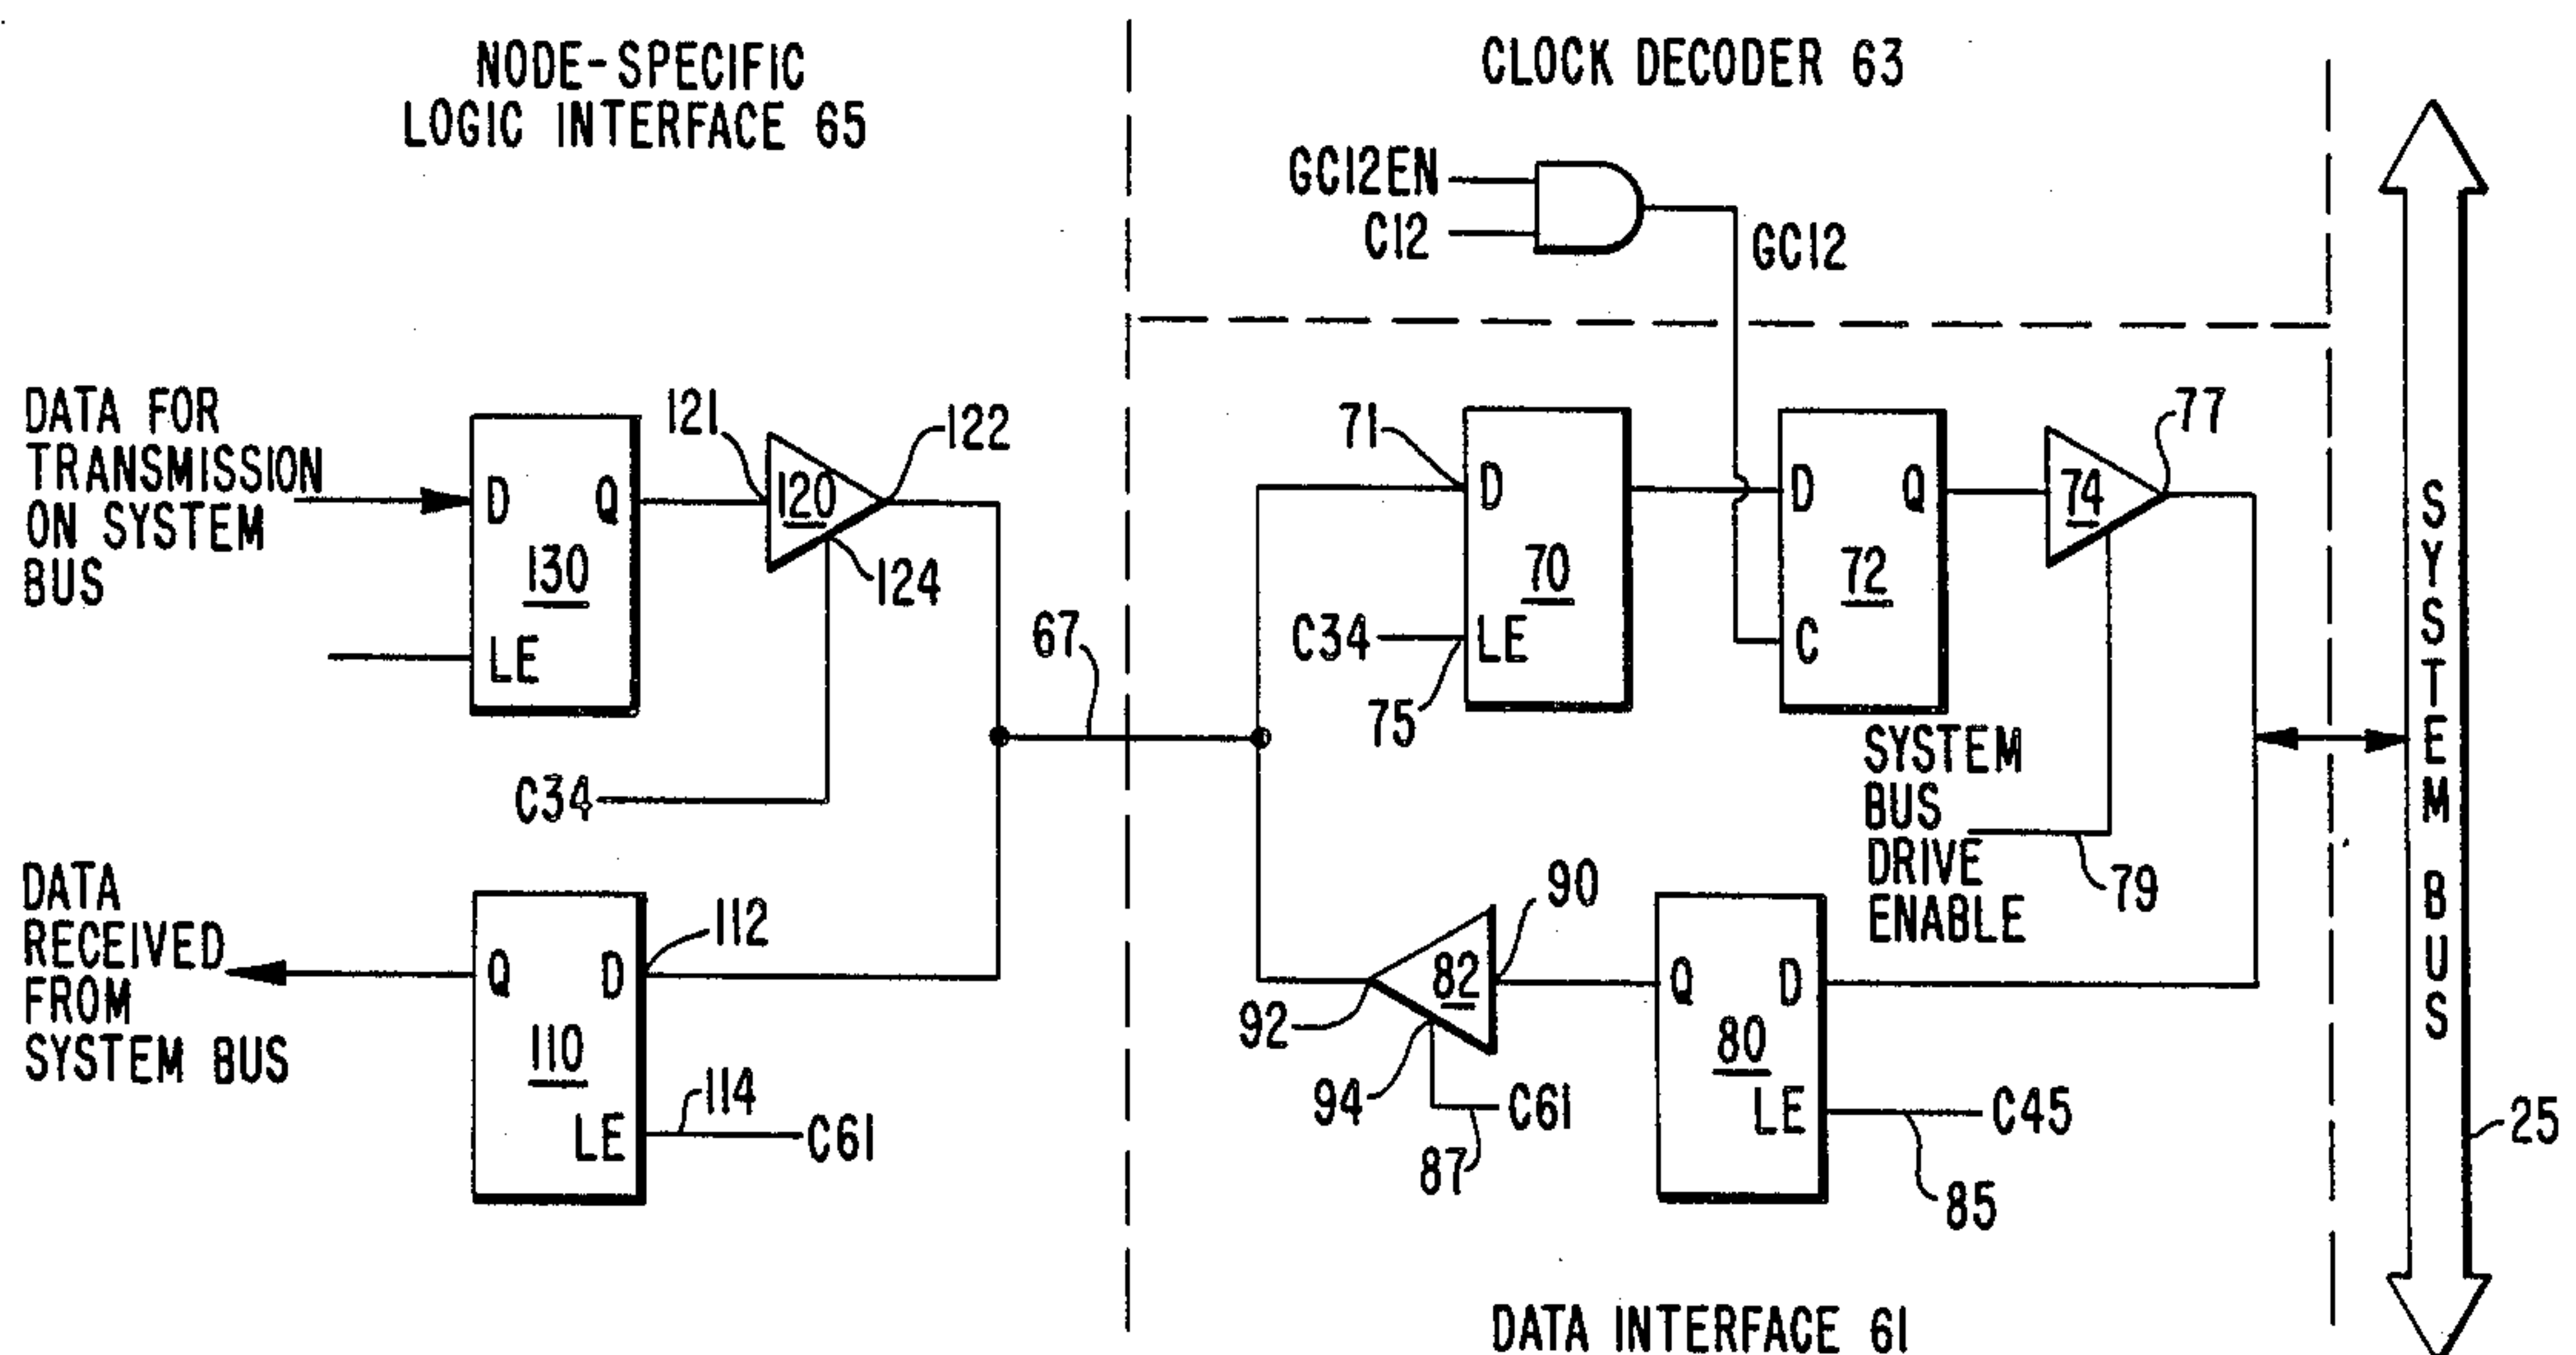 NODE-SPECIFIC
LOGIC INTERFACE 65
CLOCK DECODER 63
GC12EN
C12
GC12
DATA FOR
TRANSMISSION
ON SYSTEM
BUS
D
Q
130
LE
121
120
122
124
C34
67
71
D
70
C34
LE
75
D
72
C
Q
74
77
SYSTEM
BUS
DRIVE
ENABLE
79
DATA
RECEIVED
FROM
SYSTEM BUS
Q
D
110
LE
112
114
C61
92
82
90
94
C61
87
Q
D
80
LE
C45
85
SYSTEM BUS
25
DATA INTERFACE 61